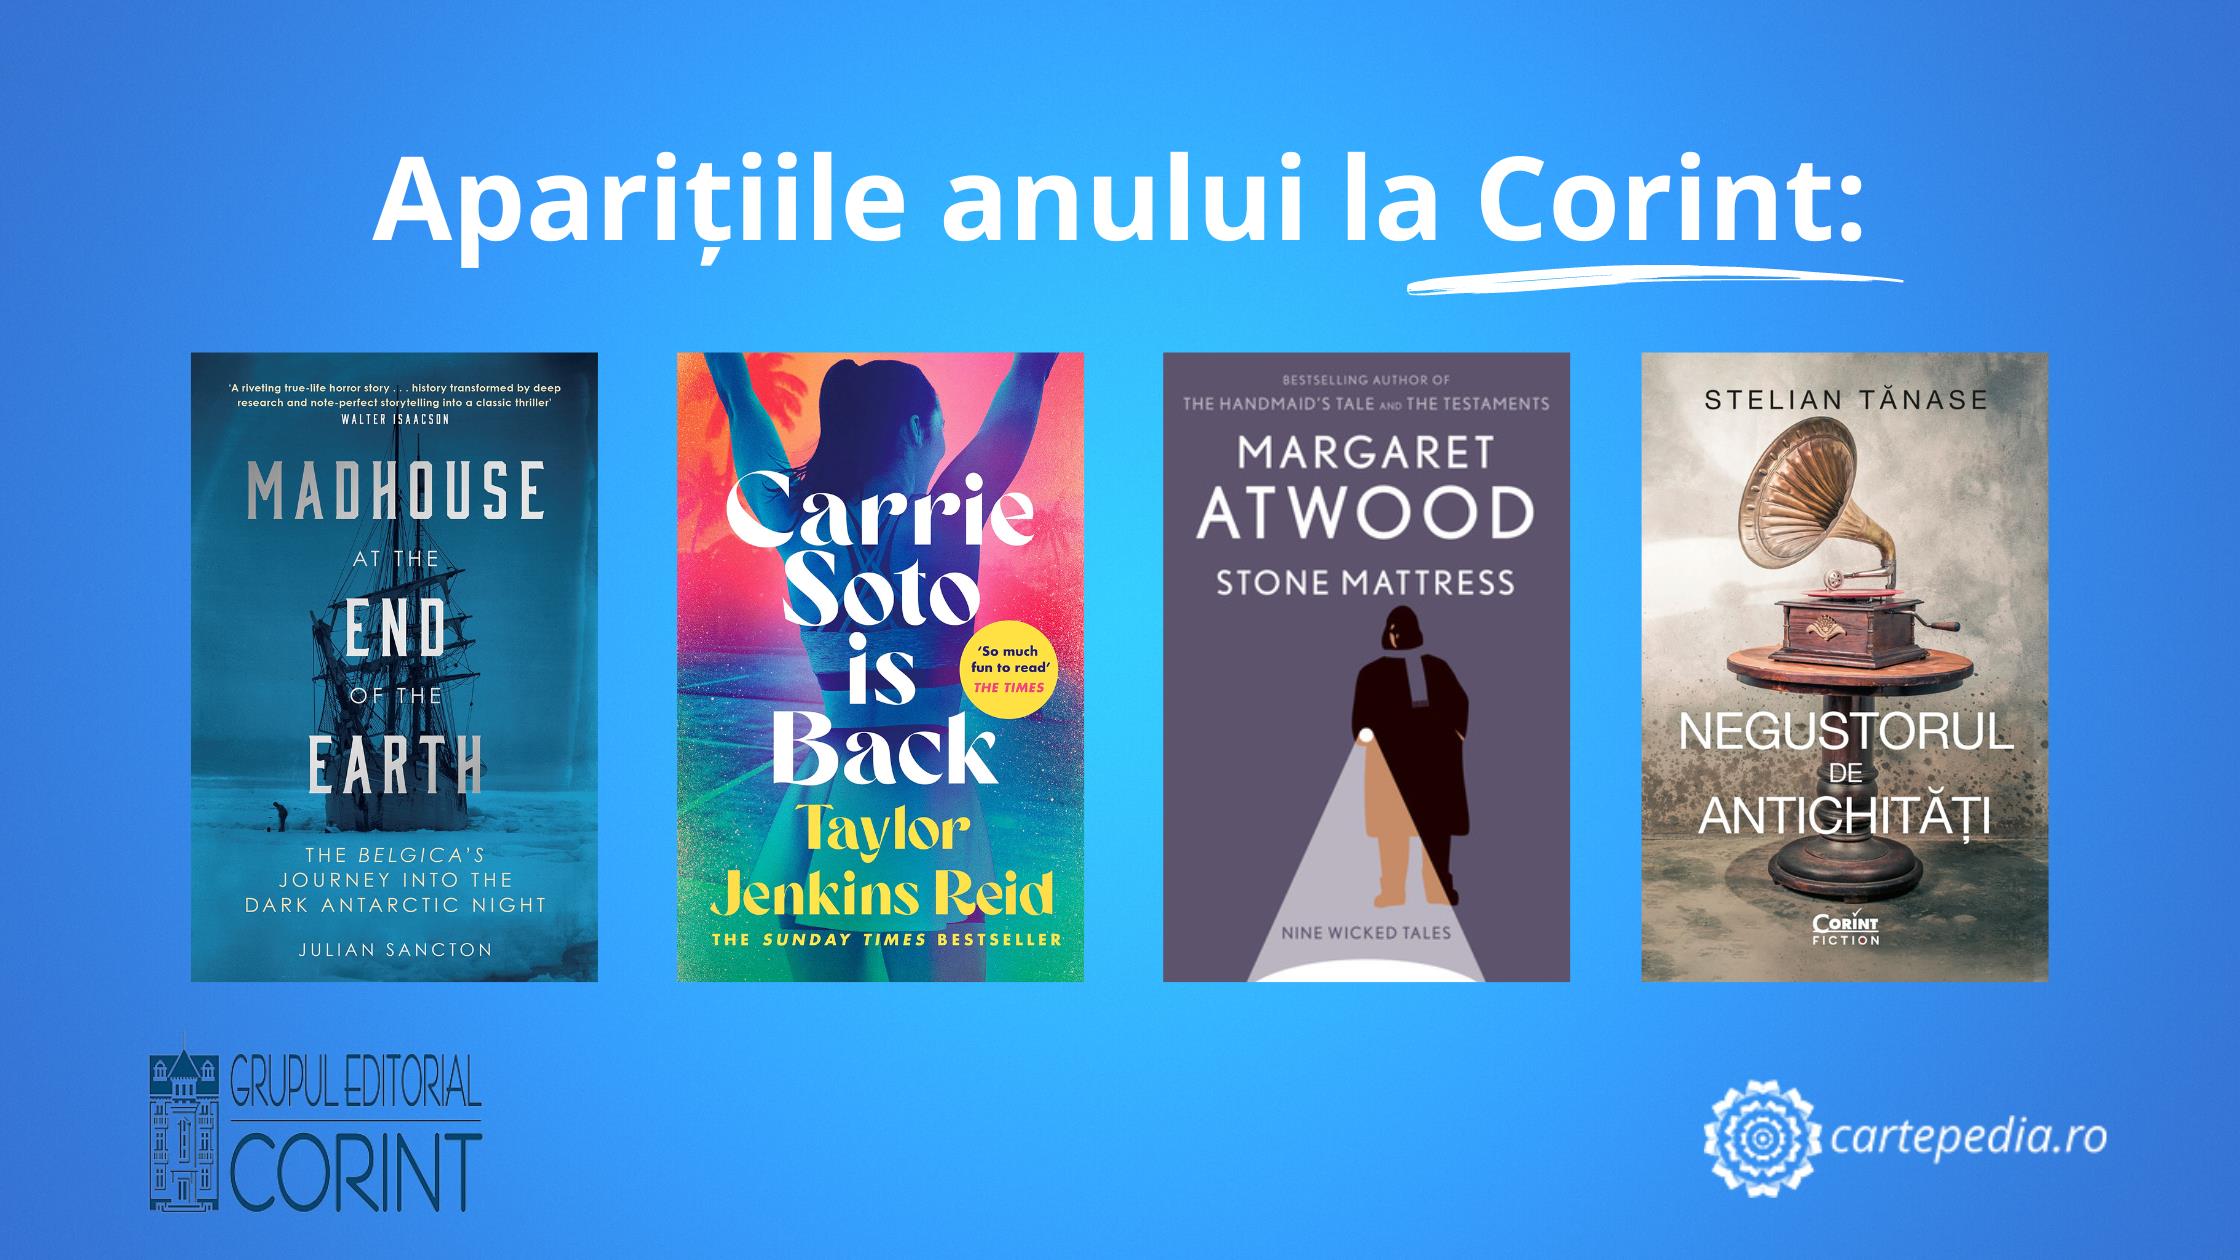 Aparițiile anului la Corint:
'A riveting true-life horror story . . . history transformed by deep
research and note-perfect storytelling into a classic thriller'
WALTER ISAACSON
MADHOUSE
AT THE
END
OF THE
EARTH
THE BELGICA'S
JOURNEY INTO THE
DARK ANTARCTIC NIGHT
JULIAN SANCTON
Carrie
Soto
is
Back
'So much
fun to read'
THE TIMES
Taylor
Jenkins Reid
THE SUNDAY TIMES BESTSELLER
BESTSELLING AUTHOR OF
THE HANDMAID'S TALE AND THE TESTAMENTS
MARGARET
ATWOOD
STONE MATTRESS
NINE WICKED TALES
STELIAN TĂNASE
NEGUSTORUL
DE
ANTICHITĂȚI
CORINT
FICTION
GRUPUL EDITORIAL
CORINT
cartepedia.ro